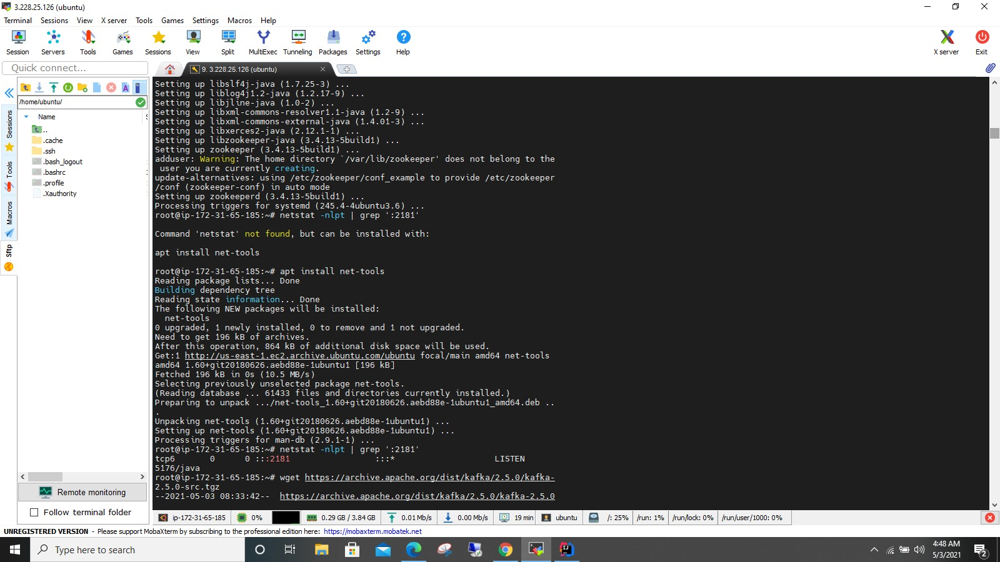 3.228.25.126 (ubuntu)
Terminal Sessions View X server Tools Games Settings Macros Help
Session Servers Tools Games Sessions View Split MultiExec Tunneling Packages Settings Help X server Exit
Quick connect...
9. 3.228.25.126 (ubuntu)
/home/ubuntu/
Name
..
.cache
.ssh
.bash_logout
.bashrc
.profile
.Xauthority
Sessions
Tools
Macros
Sftp
Remote monitoring
Follow terminal folder
Setting up libslf4j-java (1.7.25-3) ...
Setting up liblog4j1.2-java (1.2.17-9) ...
Setting up libjline-java (1.0-2) ...
Setting up libxml-commons-resolver1.1-java (1.2-9) ...
Setting up libxml-commons-external-java (1.4.01-3) ...
Setting up libxerces2-java (2.12.1-1) ...
Setting up libzookeeper-java (3.4.13-5build1) ...
Setting up zookeeper (3.4.13-5build1) ...
adduser: Warning: The home directory `/var/lib/zookeeper' does not belong to the
 user you are currently creating.
update-alternatives: using /etc/zookeeper/conf_example to provide /etc/zookeeper
/conf (zookeeper-conf) in auto mode
Setting up zookeeperd (3.4.13-5build1) ...
Processing triggers for systemd (245.4-4ubuntu3.6) ...
root@ip-172-31-65-185:~# netstat -nlpt | grep ':2181'
Command 'netstat' not found, but can be installed with:
apt install net-tools
root@ip-172-31-65-185:~# apt install net-tools
Reading package lists... Done
Building dependency tree
Reading state information... Done
The following NEW packages will be installed:
  net-tools
0 upgraded, 1 newly installed, 0 to remove and 1 not upgraded.
Need to get 196 kB of archives.
After this operation, 864 kB of additional disk space will be used.
Get:1 http://us-east-1.ec2.archive.ubuntu.com/ubuntu focal/main amd64 net-tools
amd64 1.60+git20180626.aebd88e-1ubuntu1 [196 kB]
Fetched 196 kB in 0s (10.5 MB/s)
Selecting previously unselected package net-tools.
(Reading database ... 61433 files and directories currently installed.)
Preparing to unpack .../net-tools_1.60+git20180626.aebd88e-1ubuntu1_amd64.deb ..
.
Unpacking net-tools (1.60+git20180626.aebd88e-1ubuntu1) ...
Setting up net-tools (1.60+git20180626.aebd88e-1ubuntu1) ...
Processing triggers for man-db (2.9.1-1) ...
root@ip-172-31-65-185:~# netstat -nlpt | grep ':2181'
tcp6       0      0 :::2181                 :::*                    LISTEN
5176/java
root@ip-172-31-65-185:~# wget https://archive.apache.org/dist/kafka/2.5.0/kafka-
2.5.0-src.tgz
--2021-05-03 08:33:42--  https://archive.apache.org/dist/kafka/2.5.0/kafka-2.5.0
ip-172-31-65-185 0% 0.29 GB / 3.84 GB 0.01 Mb/s 0.00 Mb/s 19 min ubuntu /: 25% /run: 1% /run/lock: 0% /run/user/1000: 0%
UNREGISTERED VERSION - Please support MobaXterm by subscribing to the professional edition here: https://mobaxterm.mobatek.net
Type here to search
4:48 AM
5/3/2021
2